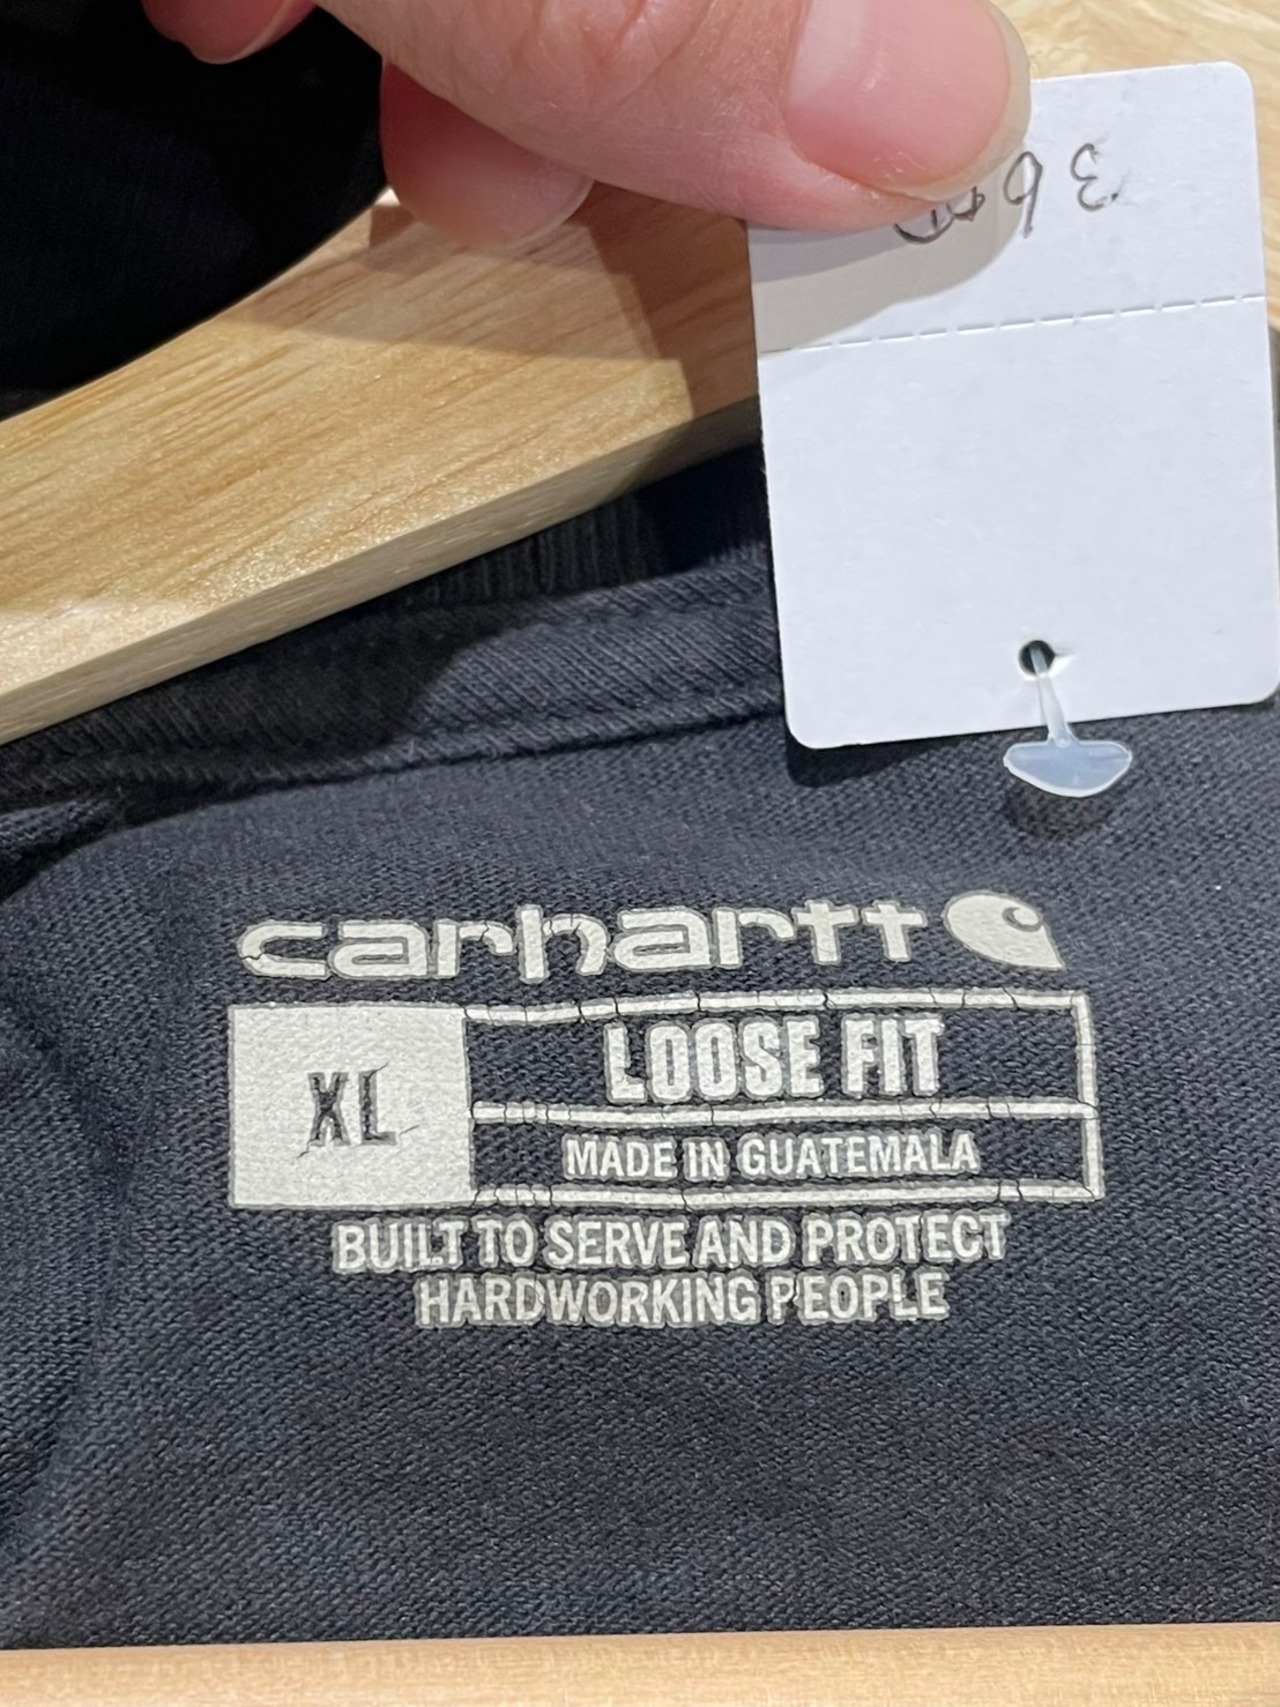 carhartt
XL
LOOSE FIT
MADE IN GUATEMALA
BUILT TO SERVE AND PROTECT
HARDWORKING PEOPLE